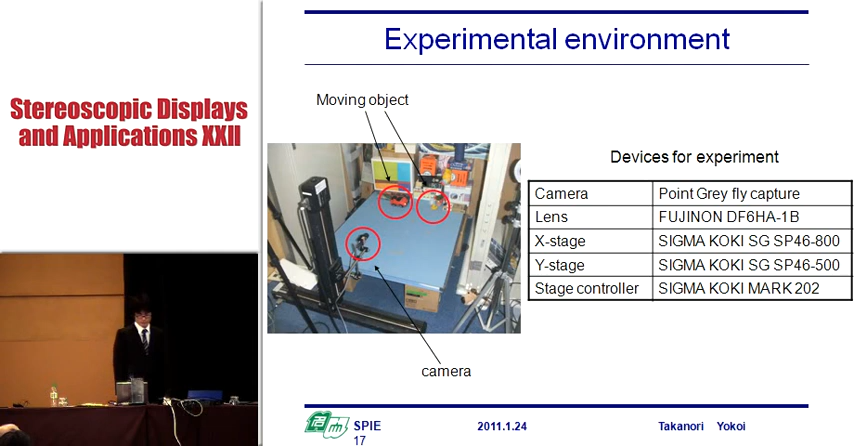 Stereoscopic Displays
and Applications XXII
Experimental environment
Moving object
camera
Devices for experiment
Camera Point Grey fly capture
Lens FUJINON DF6HA-1B
X-stage SIGMA KOKI SG SP46-800
Y-stage SIGMA KOKI SG SP46-500
Stage controller SIGMA KOKI MARK 202
SPIE 2011.1.24 Takanori Yokoi
17